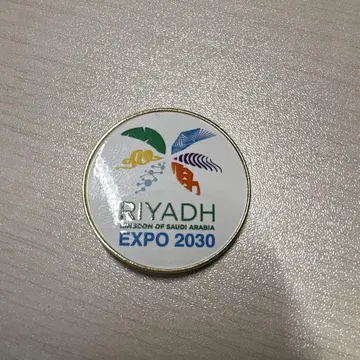 RIYADH
KINGDOM OF SAUDI ARABIA
EXPO 2030